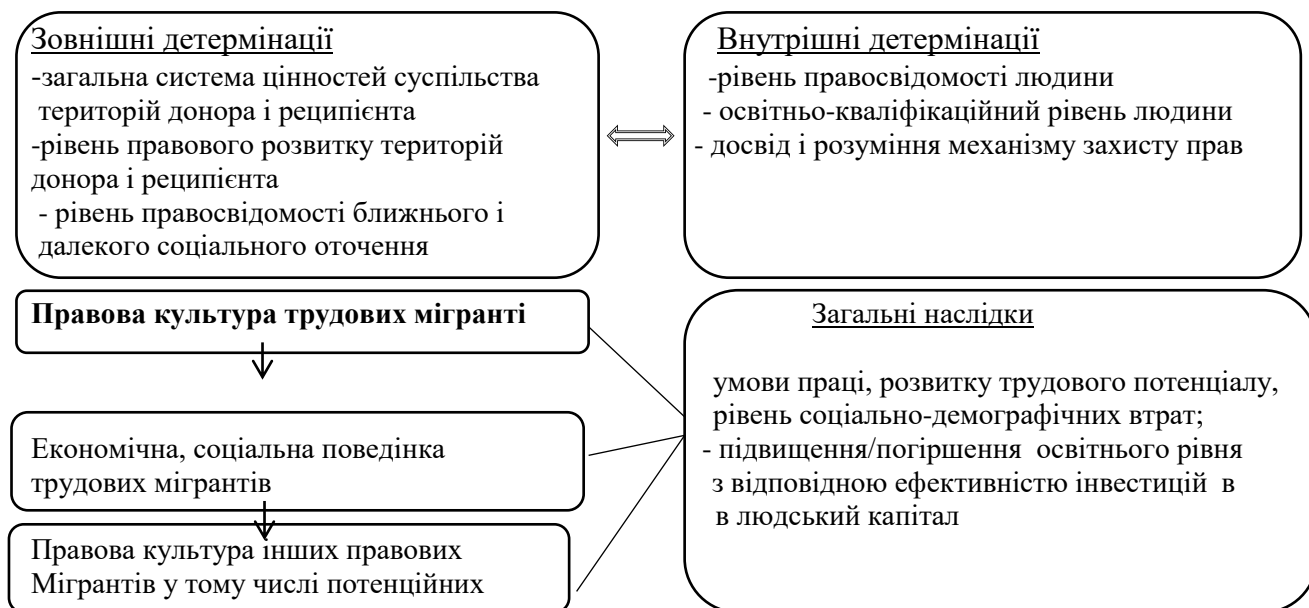 Зовнішні детермінації
-загальна система цінностей суспільства
територій донора і реципієнта
-рівень правового розвитку територій
донора і реципієнта
- рівень правосвідомості ближнього і
далекого соціального оточення
Внутрішні детермінації
-рівень правосвідомості людини
- освітньо-кваліфікаційний рівень людини
- досвід і розуміння механізму захисту прав
Правова культура трудових мігранті
Економічна, соціальна поведінка
трудових мігрантів
Правова культура інших правових
Мігрантів у тому числі потенційних
Загальні наслідки
умови праці, розвитку трудового потенціалу,
рівень соціально-демографічних втрат;
- підвищення/погіршення освітнього рівня
з відповідною ефективністю інвестицій в
в людський капітал